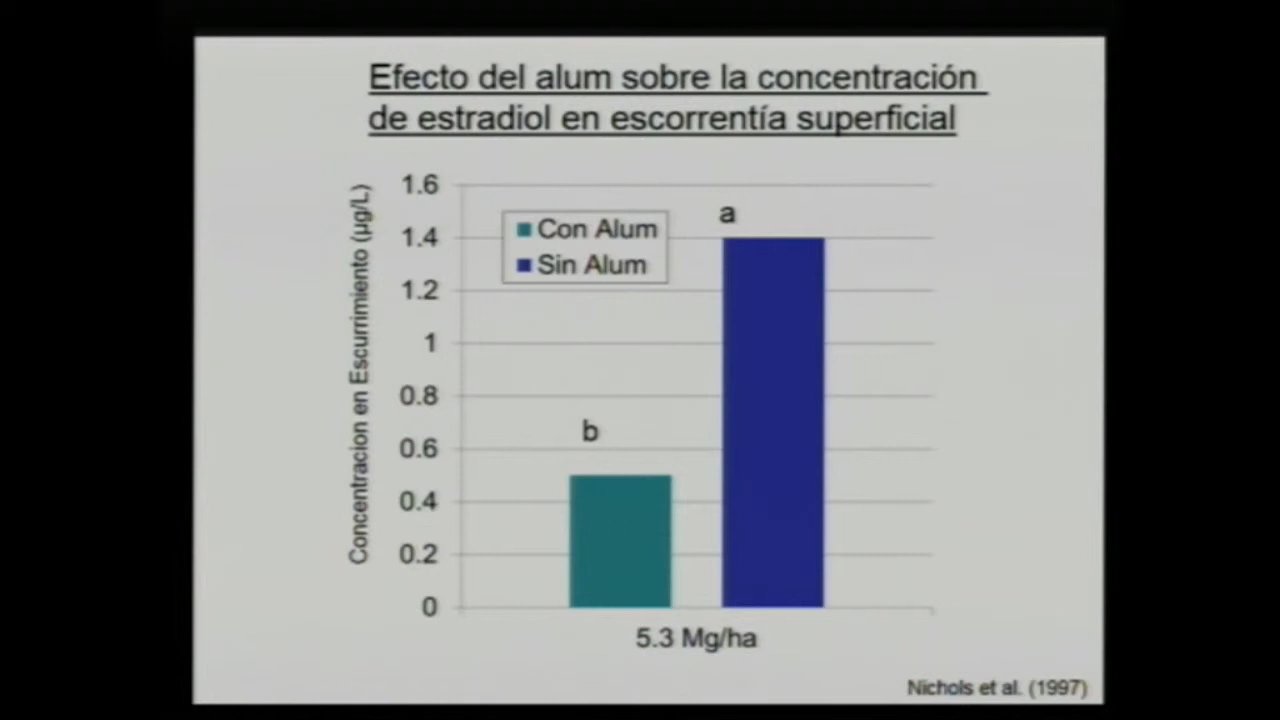 Efecto del alum sobre la concentración
de estradiol en escorrentía superficial
Concentracion en Escurrimiento (µg/L)
1.6
1.4
1.2
1
0.8
0.6
0.4
0.2
0
Con Alum
Sin Alum
a
b
5.3 Mg/ha
Nichols et al. (1997)